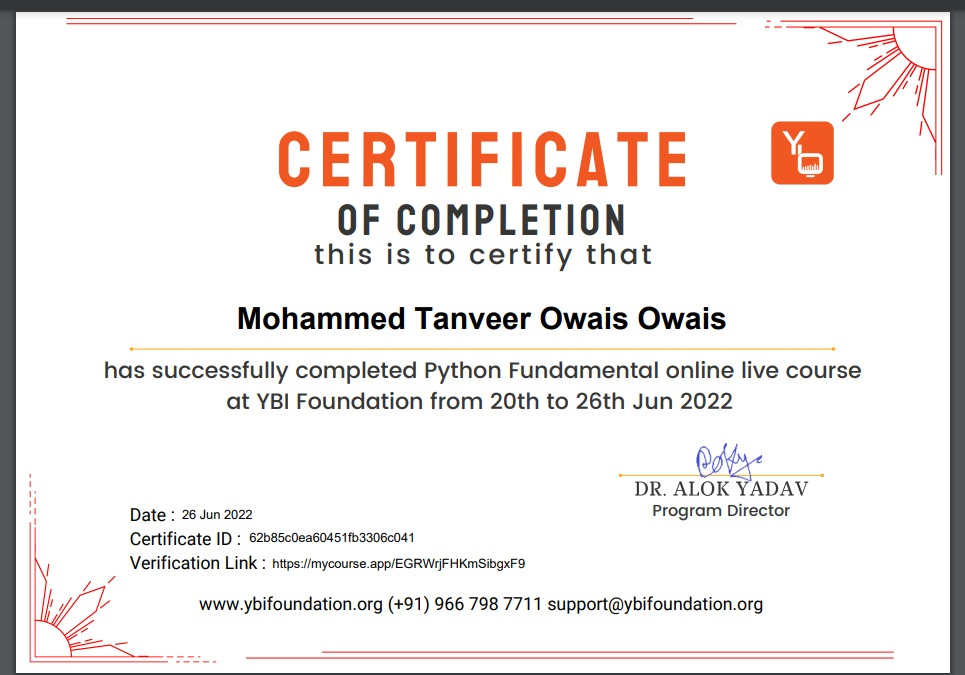 CERTIFICATE
OF COMPLETION
this is to certify that
Mohammed Tanveer Owais Owais
has successfully completed Python Fundamental online live course
at YBI Foundation from 20th to 26th Jun 2022
DR. ALOK YADAV
Program Director
Date : 26 Jun 2022
Certificate ID : 62b85c0ea60451fb3306c041
Verification Link : https://mycourse.app/EGRWrjFHKmSibgxF9
www.ybifoundation.org (+91) 966 798 7711 support@ybifoundation.org